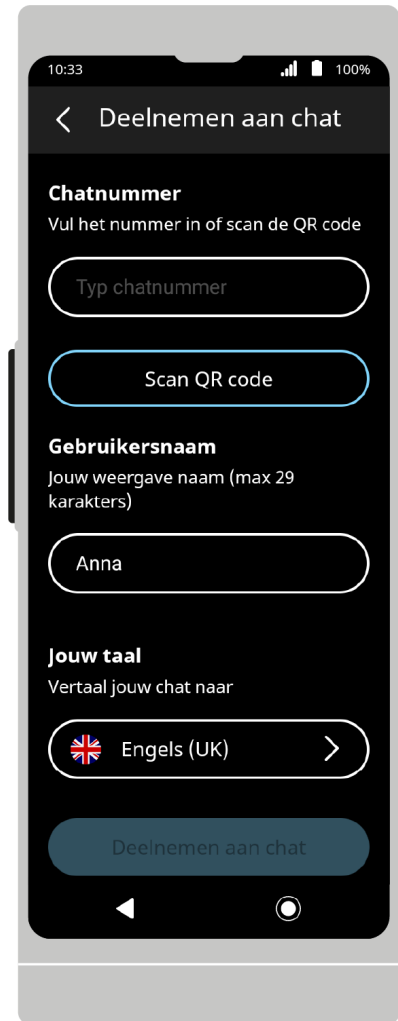 10:33
100%
Deelnemen aan chat
Chatnummer
Vul het nummer in of scan de QR code
Typ chatnummer
Scan QR code
Gebruikersnaam
Jouw weergave naam (max 29
karakters)
Anna
Jouw taal
Vertaal jouw chat naar
Engels (UK)
Deelnemen aan chat